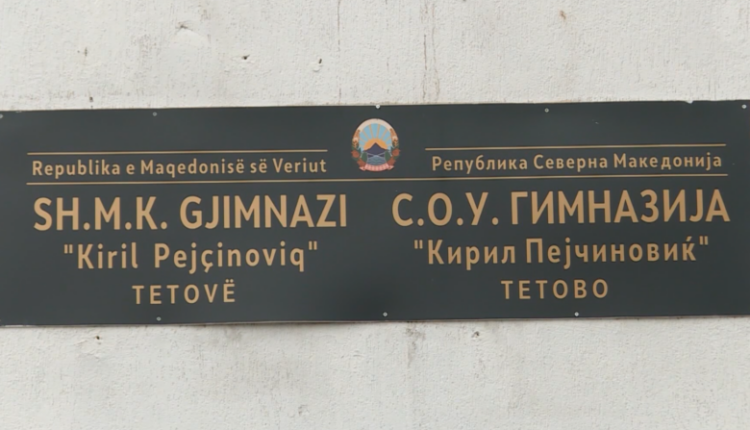 Republika e Maqedonisë së Veriut
SH.M.K. GJIMNAZI
"Kiril Pejçinoviq"
TETOVË
Република Северна Македонија
С.О.У. ГИМНАЗИЈА
"Кирил Пејчиновиќ"
ТЕТОВО